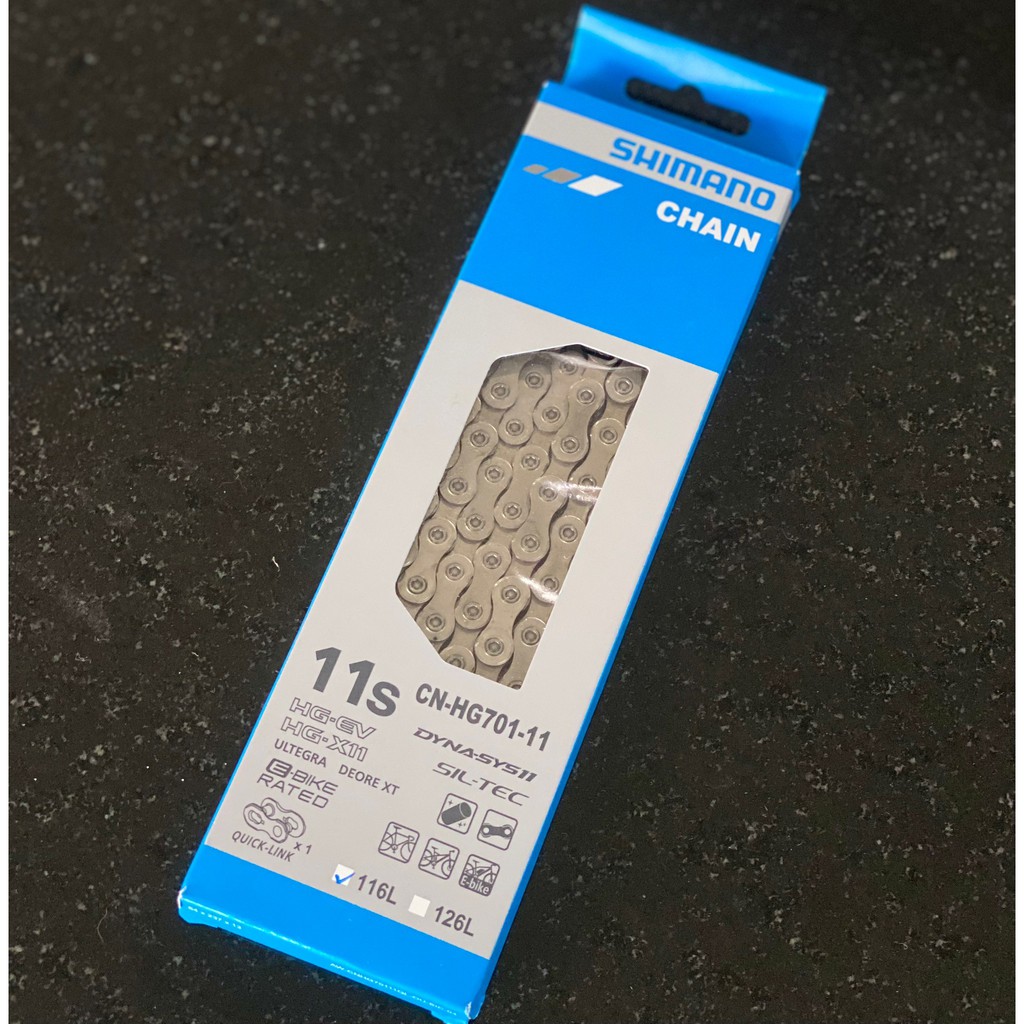 SHIMANO
CHAIN
11s CN-HG701-11
HG-EV
HG-X11
ULTEGRA DEORE XT
DYNA-SYS11
SIL-TEC
E-BIKE
RATED
QUICK-LINK x 1
E-bike
116L
126L